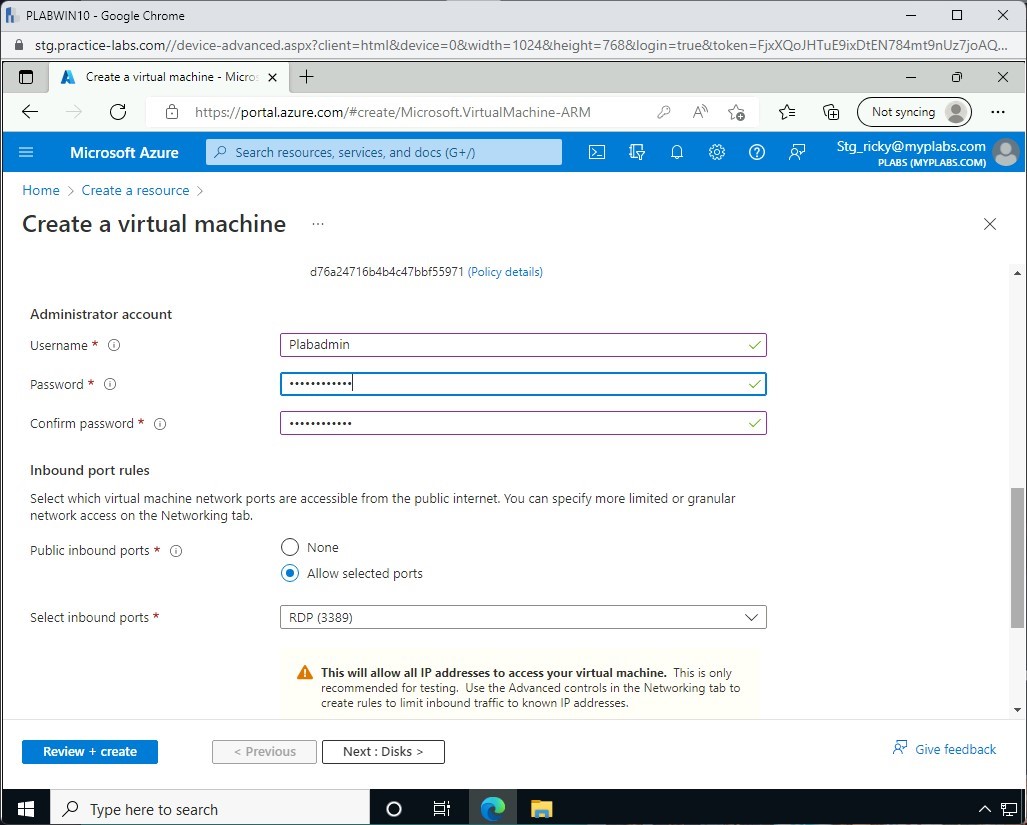 PLABWIN10 - Google Chrome
stg.practice-labs.com//device-advanced.aspx?client=html&device=0&width=1024&height=768&login=true&token=FjxXQoJHTuE9ixDtEN784mt9nUz7joAQ...
Create a virtual machine - Micros
https://portal.azure.com/#create/Microsoft.VirtualMachine-ARM
Not syncing
Microsoft Azure
Search resources, services, and docs (G+/)
Stg_ricky@myplabs.com
PLABS (MYPLABS.COM)
Home > Create a resource >
Create a virtual machine ...
d76a24716b4b4c47bbf55971 (Policy details)
Administrator account
Username *
Plabadmin
Password *
••••••••••••
Confirm password *
••••••••••••
Inbound port rules
Select which virtual machine network ports are accessible from the public internet. You can specify more limited or granular
network access on the Networking tab.
Public inbound ports *
None
Allow selected ports
Select inbound ports *
RDP (3389)
This will allow all IP addresses to access your virtual machine. This is only
recommended for testing. Use the Advanced controls in the Networking tab to
create rules to limit inbound traffic to known IP addresses.
Review + create
< Previous
Next : Disks >
Give feedback
Type here to search